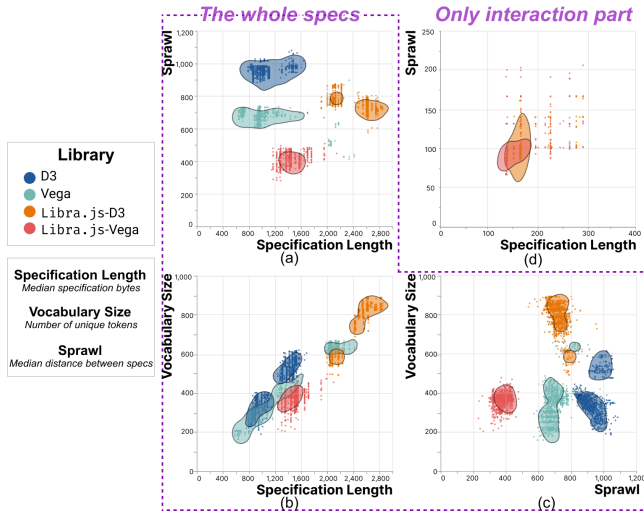 The whole specs
Only interaction part
Library
D3
Vega
Libra.js-D3
Libra.js-Vega
Specification Length
Median specification bytes
Vocabulary Size
Number of unique tokens
Sprawl
Median distance between specs
Sprawl
1,200
1,000
800
600
400
200
0
0
400
800
1,200
1,600
2,000
2,400
2,800
Specification Length
(a)
Sprawl
250
200
150
100
50
0
0
100
200
300
400
Specification Length
(d)
Vocabulary Size
1,000
800
600
400
200
0
0
400
800
1,200
1,600
2,000
2,400
2,800
Specification Length
(b)
Vocabulary Size
1,000
800
600
400
200
0
0
200
400
600
800
1,000
1,200
Sprawl
(c)